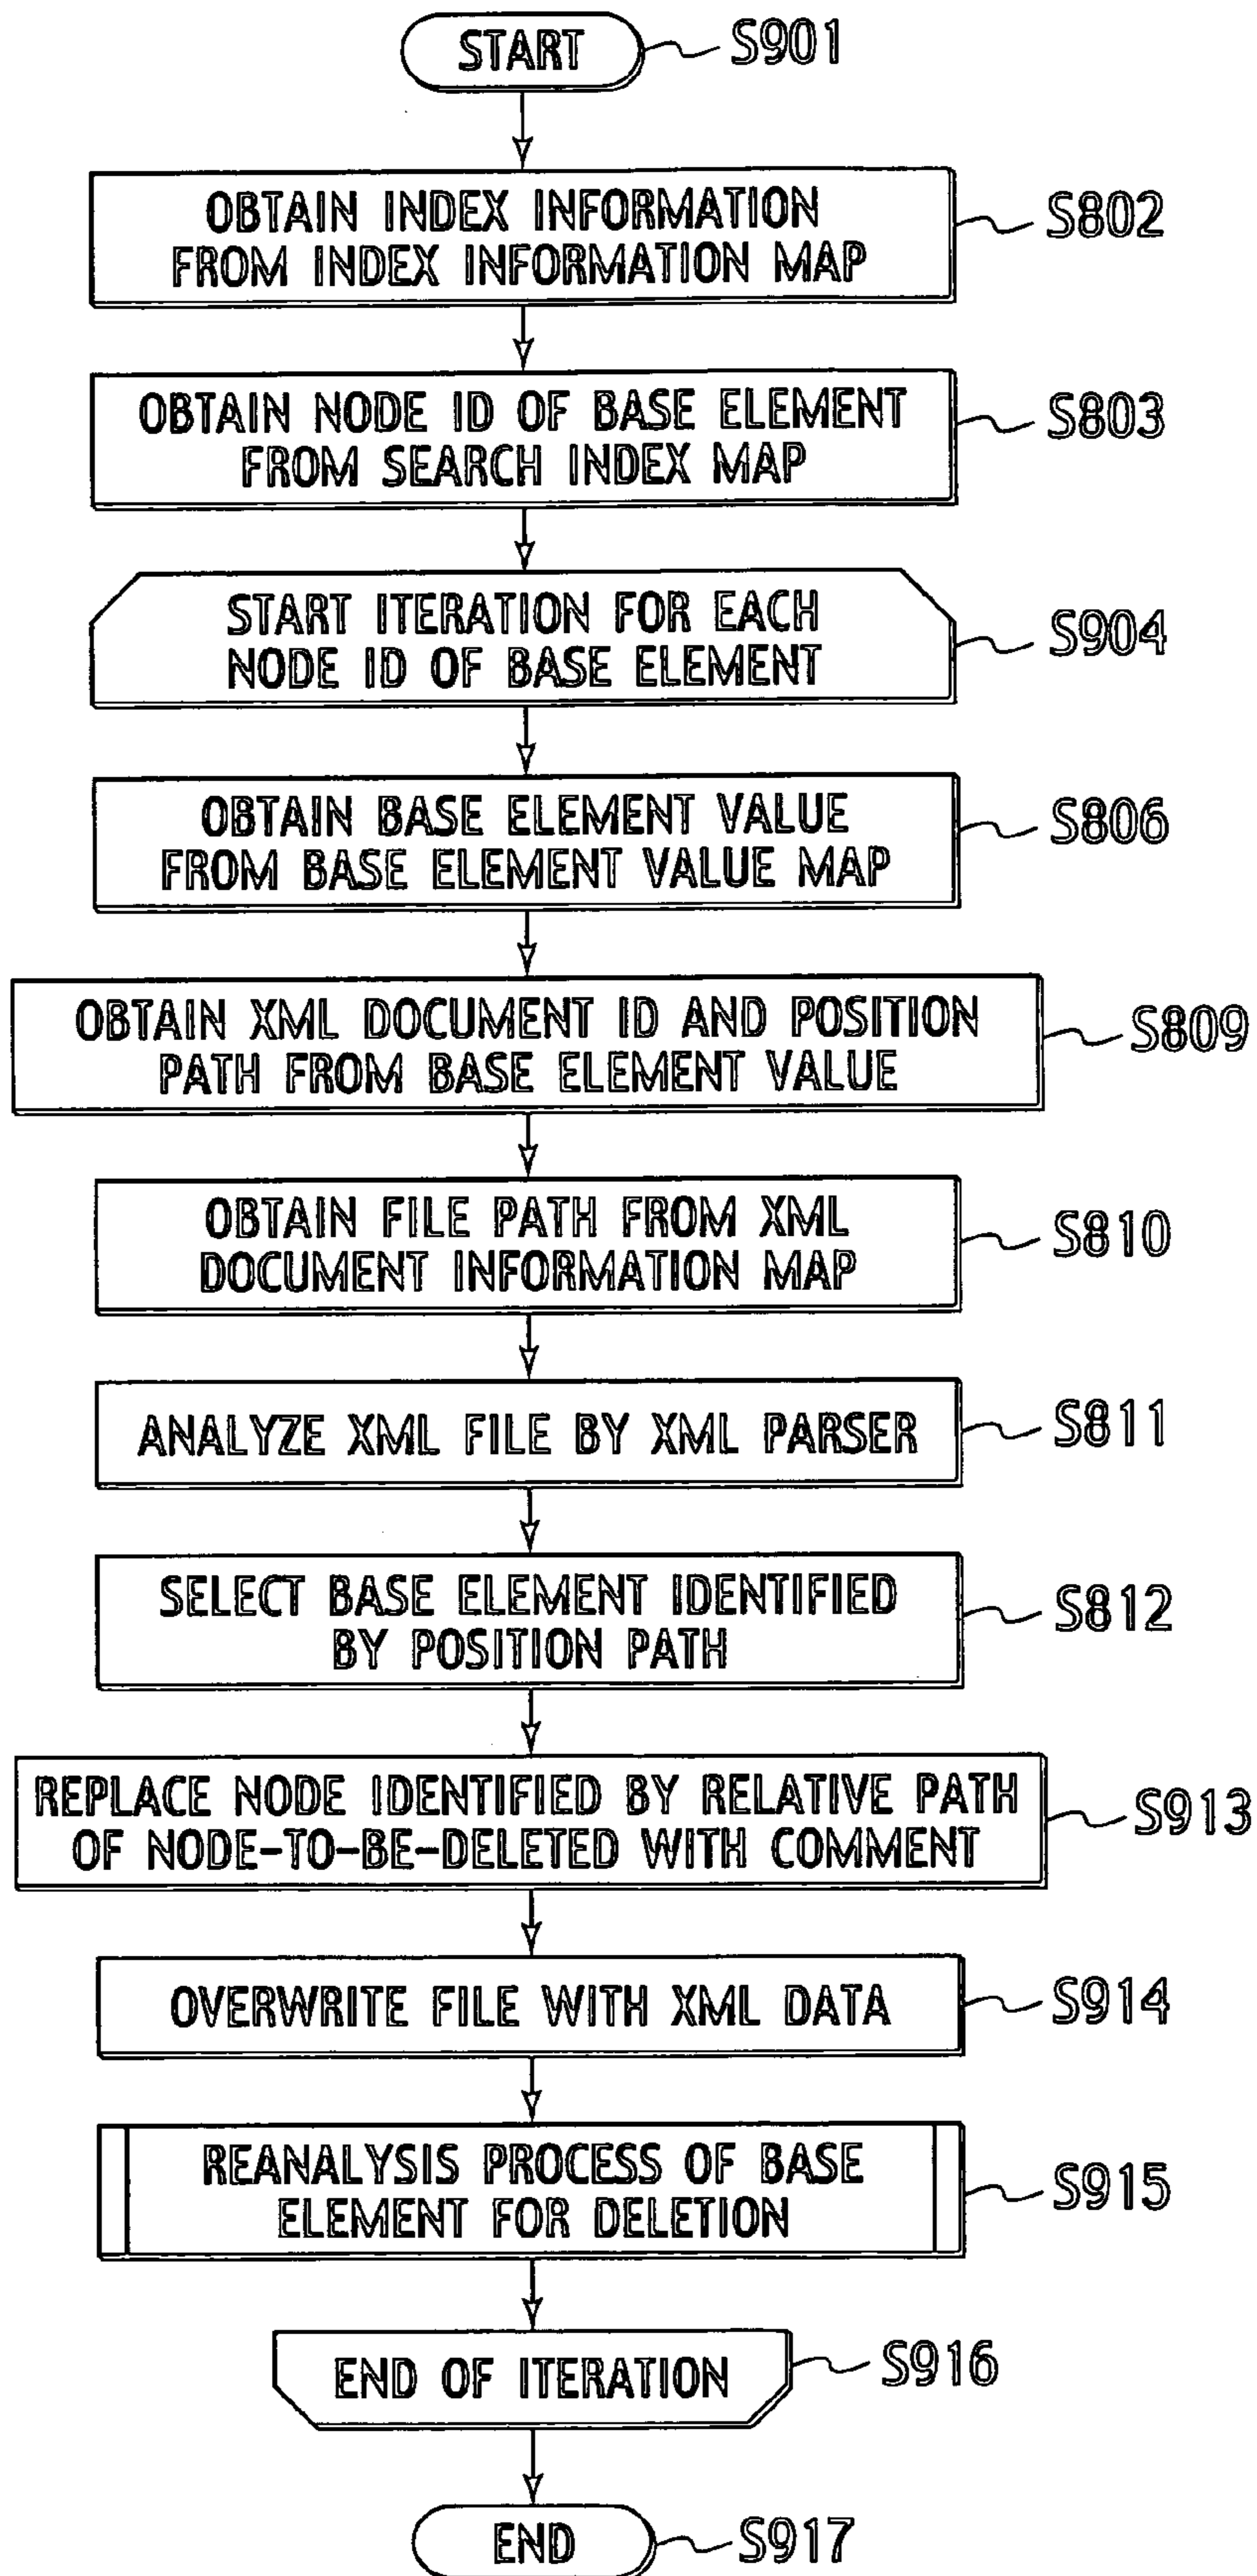 START
S901
OBTAIN INDEX INFORMATION
FROM INDEX INFORMATION MAP
S802
OBTAIN NODE ID OF BASE ELEMENT
FROM SEARCH INDEX MAP
S803
START ITERATION FOR EACH
NODE ID OF BASE ELEMENT
S904
OBTAIN BASE ELEMENT VALUE
FROM BASE ELEMENT VALUE MAP
S806
OBTAIN XML DOCUMENT ID AND POSITION
PATH FROM BASE ELEMENT VALUE
S809
OBTAIN FILE PATH FROM XML
DOCUMENT INFORMATION MAP
S810
ANALYZE XML FILE BY XML PARSER
S811
SELECT BASE ELEMENT IDENTIFIED
BY POSITION PATH
S812
REPLACE NODE IDENTIFIED BY RELATIVE PATH
OF NODE-TO-BE-DELETED WITH COMMENT
S913
OVERWRITE FILE WITH XML DATA
S914
REANALYSIS PROCESS OF BASE
ELEMENT FOR DELETION
S915
END OF ITERATION
S916
END
S917